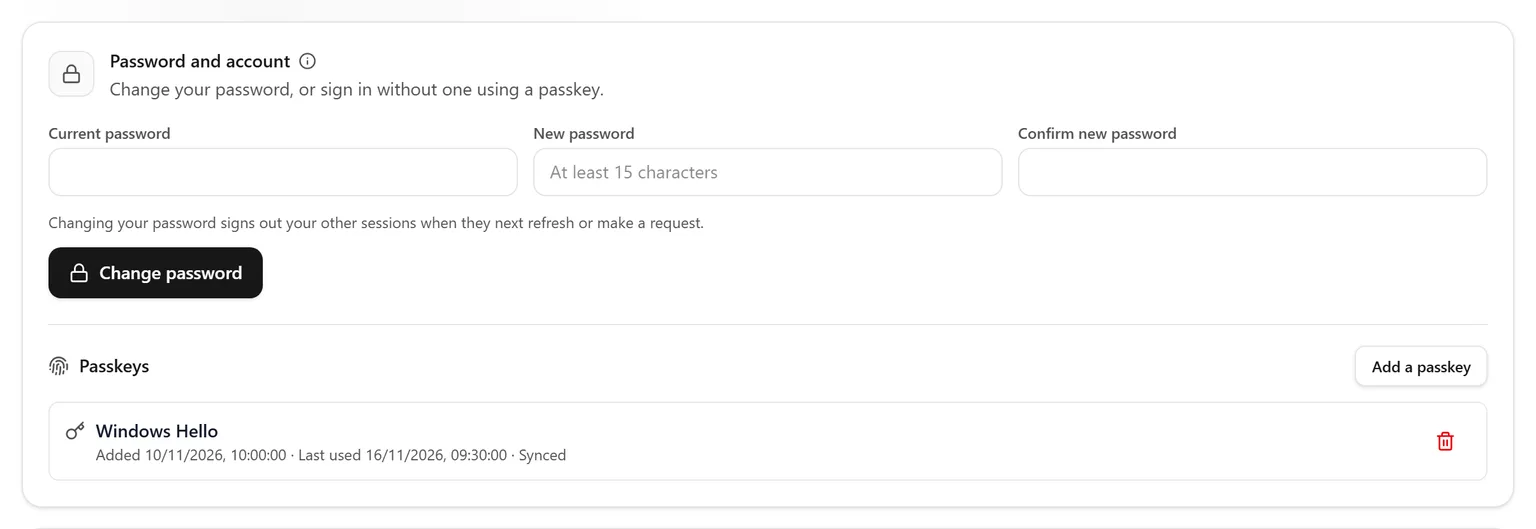 Password and account
Change your password, or sign in without one using a passkey.
Current password
New password
Confirm new password
At least 15 characters
Changing your password signs out your other sessions when they next refresh or make a request.
Change password
Passkeys
Add a passkey
Windows Hello
Added 10/11/2026, 10:00:00 · Last used 16/11/2026, 09:30:00 · Synced